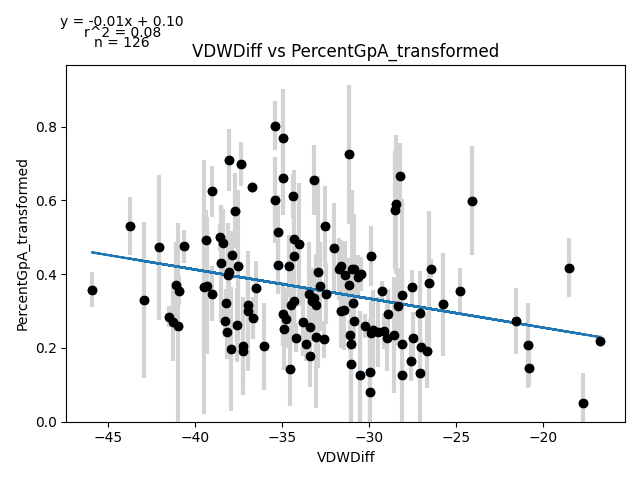 y = -0.01x + 0.10
r^2 = 0.08
n = 126
VDWDiff vs PercentGpA_transformed
PercentGpA_transformed
0.8
0.6
0.4
0.2
0.0
−45 −40 −35 −30 −25 −20
VDWDiff